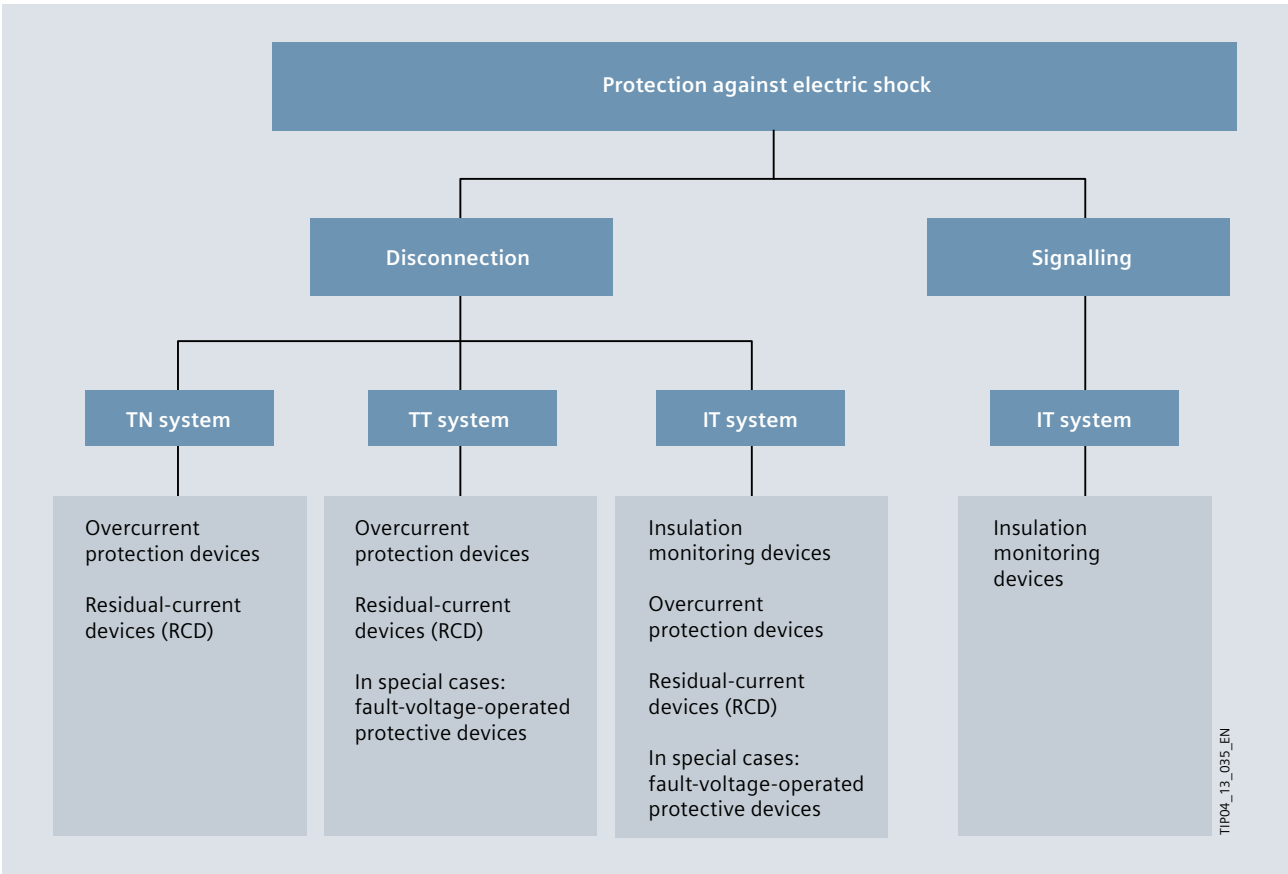 Protection against electric shock
Disconnection
Signalling
TN system
TT system
IT system
IT system
Overcurrent
protection devices
Residual-current
devices (RCD)
Overcurrent
protection devices
Residual-current
devices (RCD)
In special cases:
fault-voltage-operated
protective devices
Insulation
monitoring devices
Overcurrent
protection devices
Residual-current
devices (RCD)
In special cases:
fault-voltage-operated
protective devices
Insulation
monitoring
devices
TIP04_13_035_EN